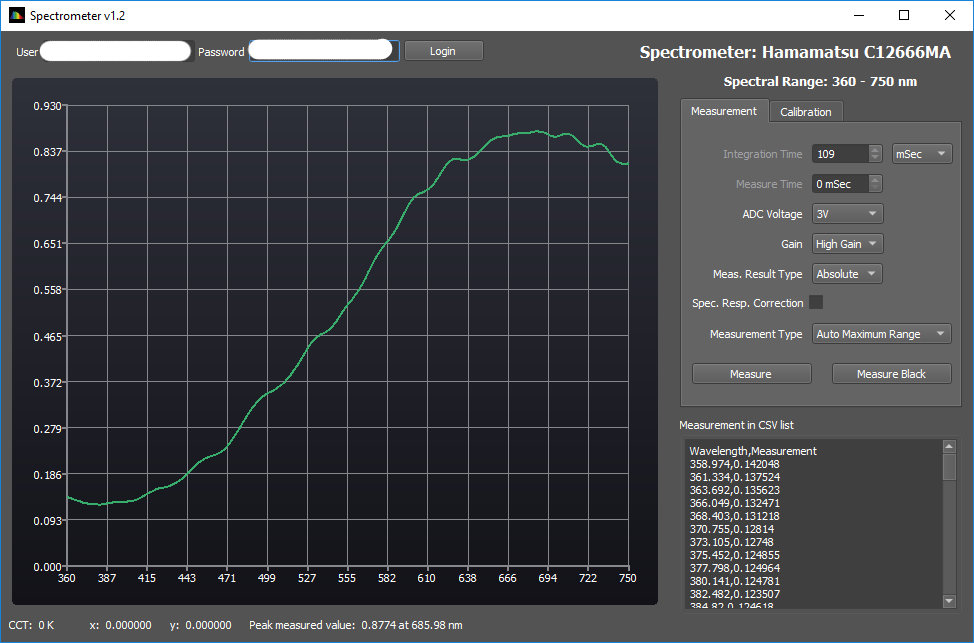 Spectrometer v1.2
User Password Login
Spectrometer: Hamamatsu C12666MA
Spectral Range: 360 - 750 nm
Measurement Calibration
Integration Time 109 mSec
Measure Time 0 mSec
ADC Voltage 3V
Gain High Gain
Meas. Result Type Absolute
Spec. Resp. Correction
Measurement Type Auto Maximum Range
Measure Measure Black
0.930
0.837
0.744
0.651
0.558
0.465
0.372
0.279
0.186
0.093
0.000
360 387 415 443 471 499 527 555 582 610 638 666 694 722 750
Measurement in CSV list
Wavelength,Measurement
358.974,0.142048
361.334,0.137524
363.692,0.135623
366.049,0.132471
368.403,0.131218
370.755,0.12814
373.105,0.12748
375.452,0.124855
377.798,0.124964
380.141,0.124781
382.482,0.123507
384.82,0.124618
CCT: 0 K x: 0.000000 y: 0.000000 Peak measured value: 0.8774 at 685.98 nm